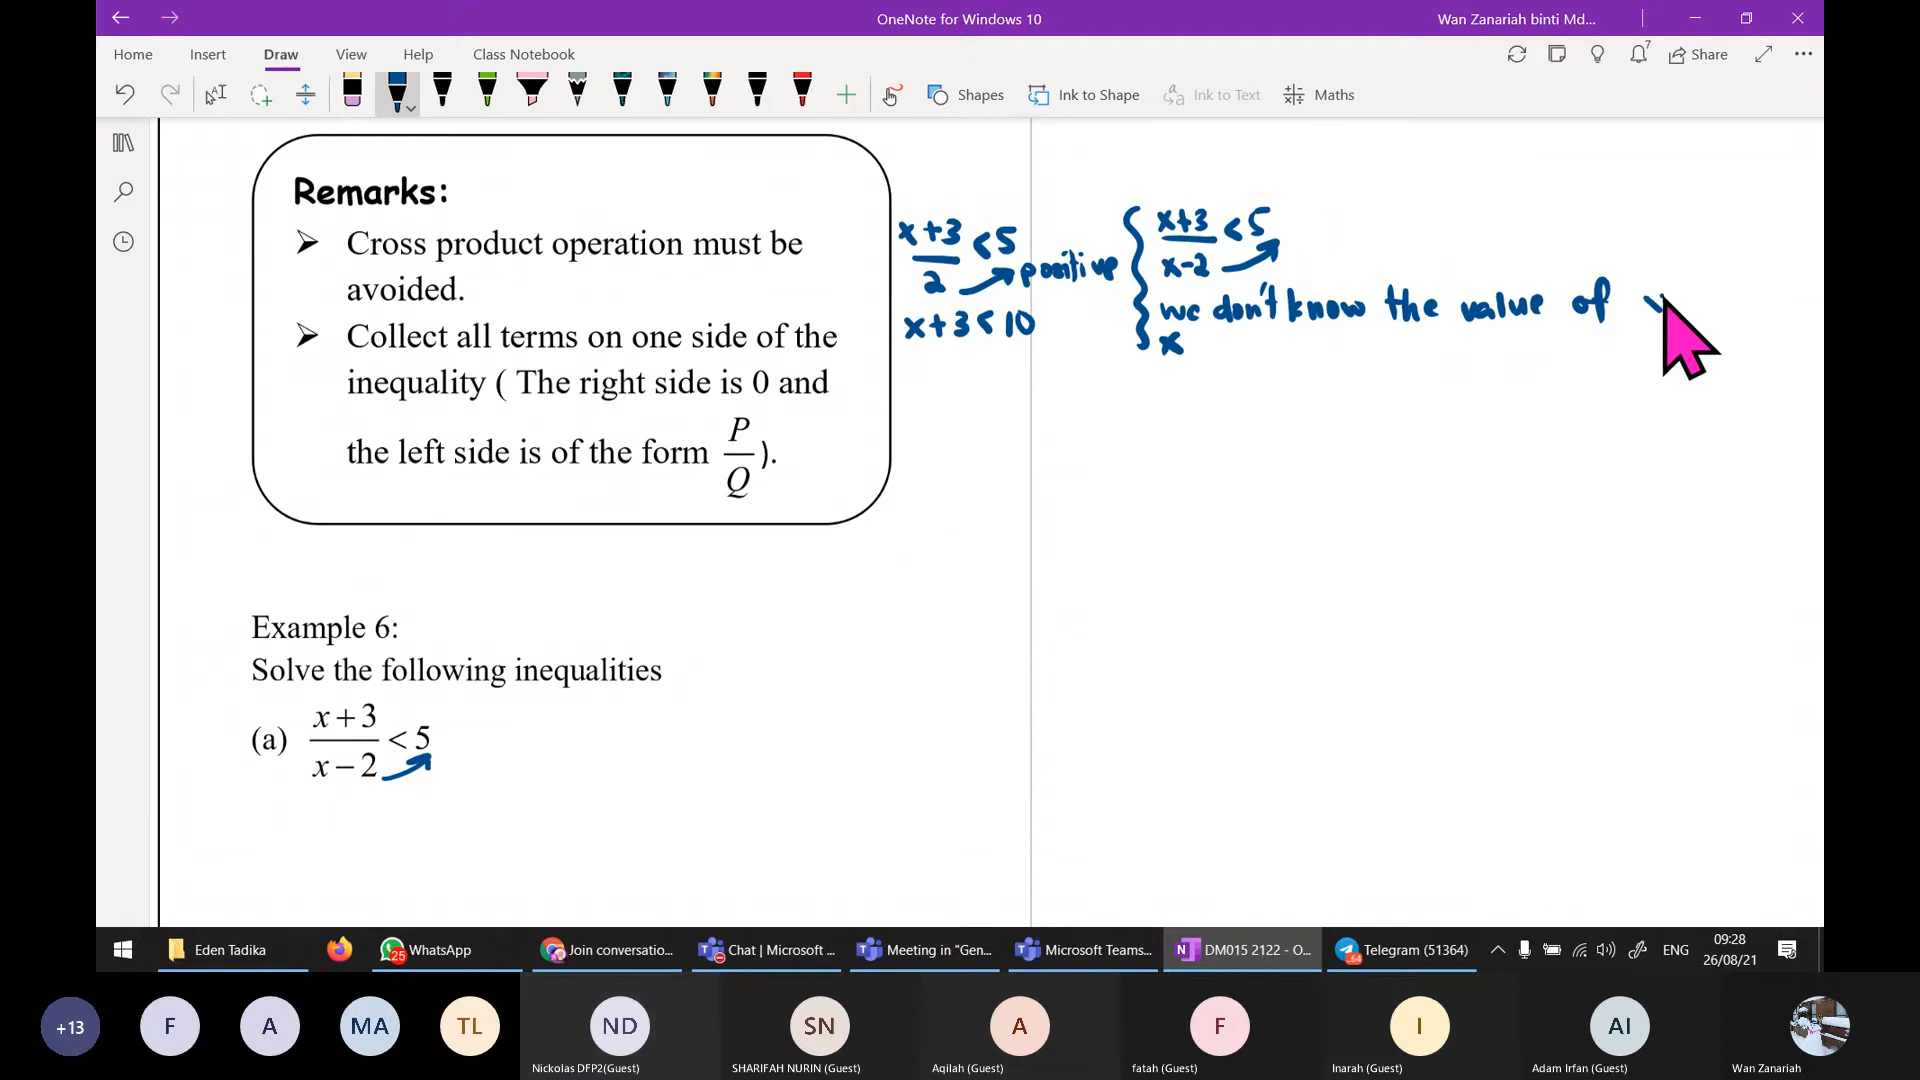 OneNote for Windows 10
Wan Zanariah binti Md...
Home Insert Draw View Help Class Notebook
7
Share
Shapes Ink to Shape Ink to Text Maths
Remarks:
Cross product operation must be
avoided.
Collect all terms on one side of the
inequality ( The right side is 0 and
the left side is of the form P/Q ).
x+3/2 < 5 positive
x+3 < 10
x+3/x-2 < 5
we don't know the value of
x
Example 6:
Solve the following inequalities
(a) x+3/x−2 < 5
Eden Tadika
25 WhatsApp
Join conversatio...
Chat | Microsoft ...
Meeting in "Gen...
Microsoft Teams...
DM015 2122 - O...
.64 Telegram (51364)
ENG
09:28
26/08/21
+13 F A MA TL ND SN A F I AI
Nickolas DFP2(Guest)
SHARIFAH NURIN (Guest)
Aqilah (Guest)
fatah (Guest)
Inarah (Guest)
Adam Irfan (Guest)
Wan Zanariah